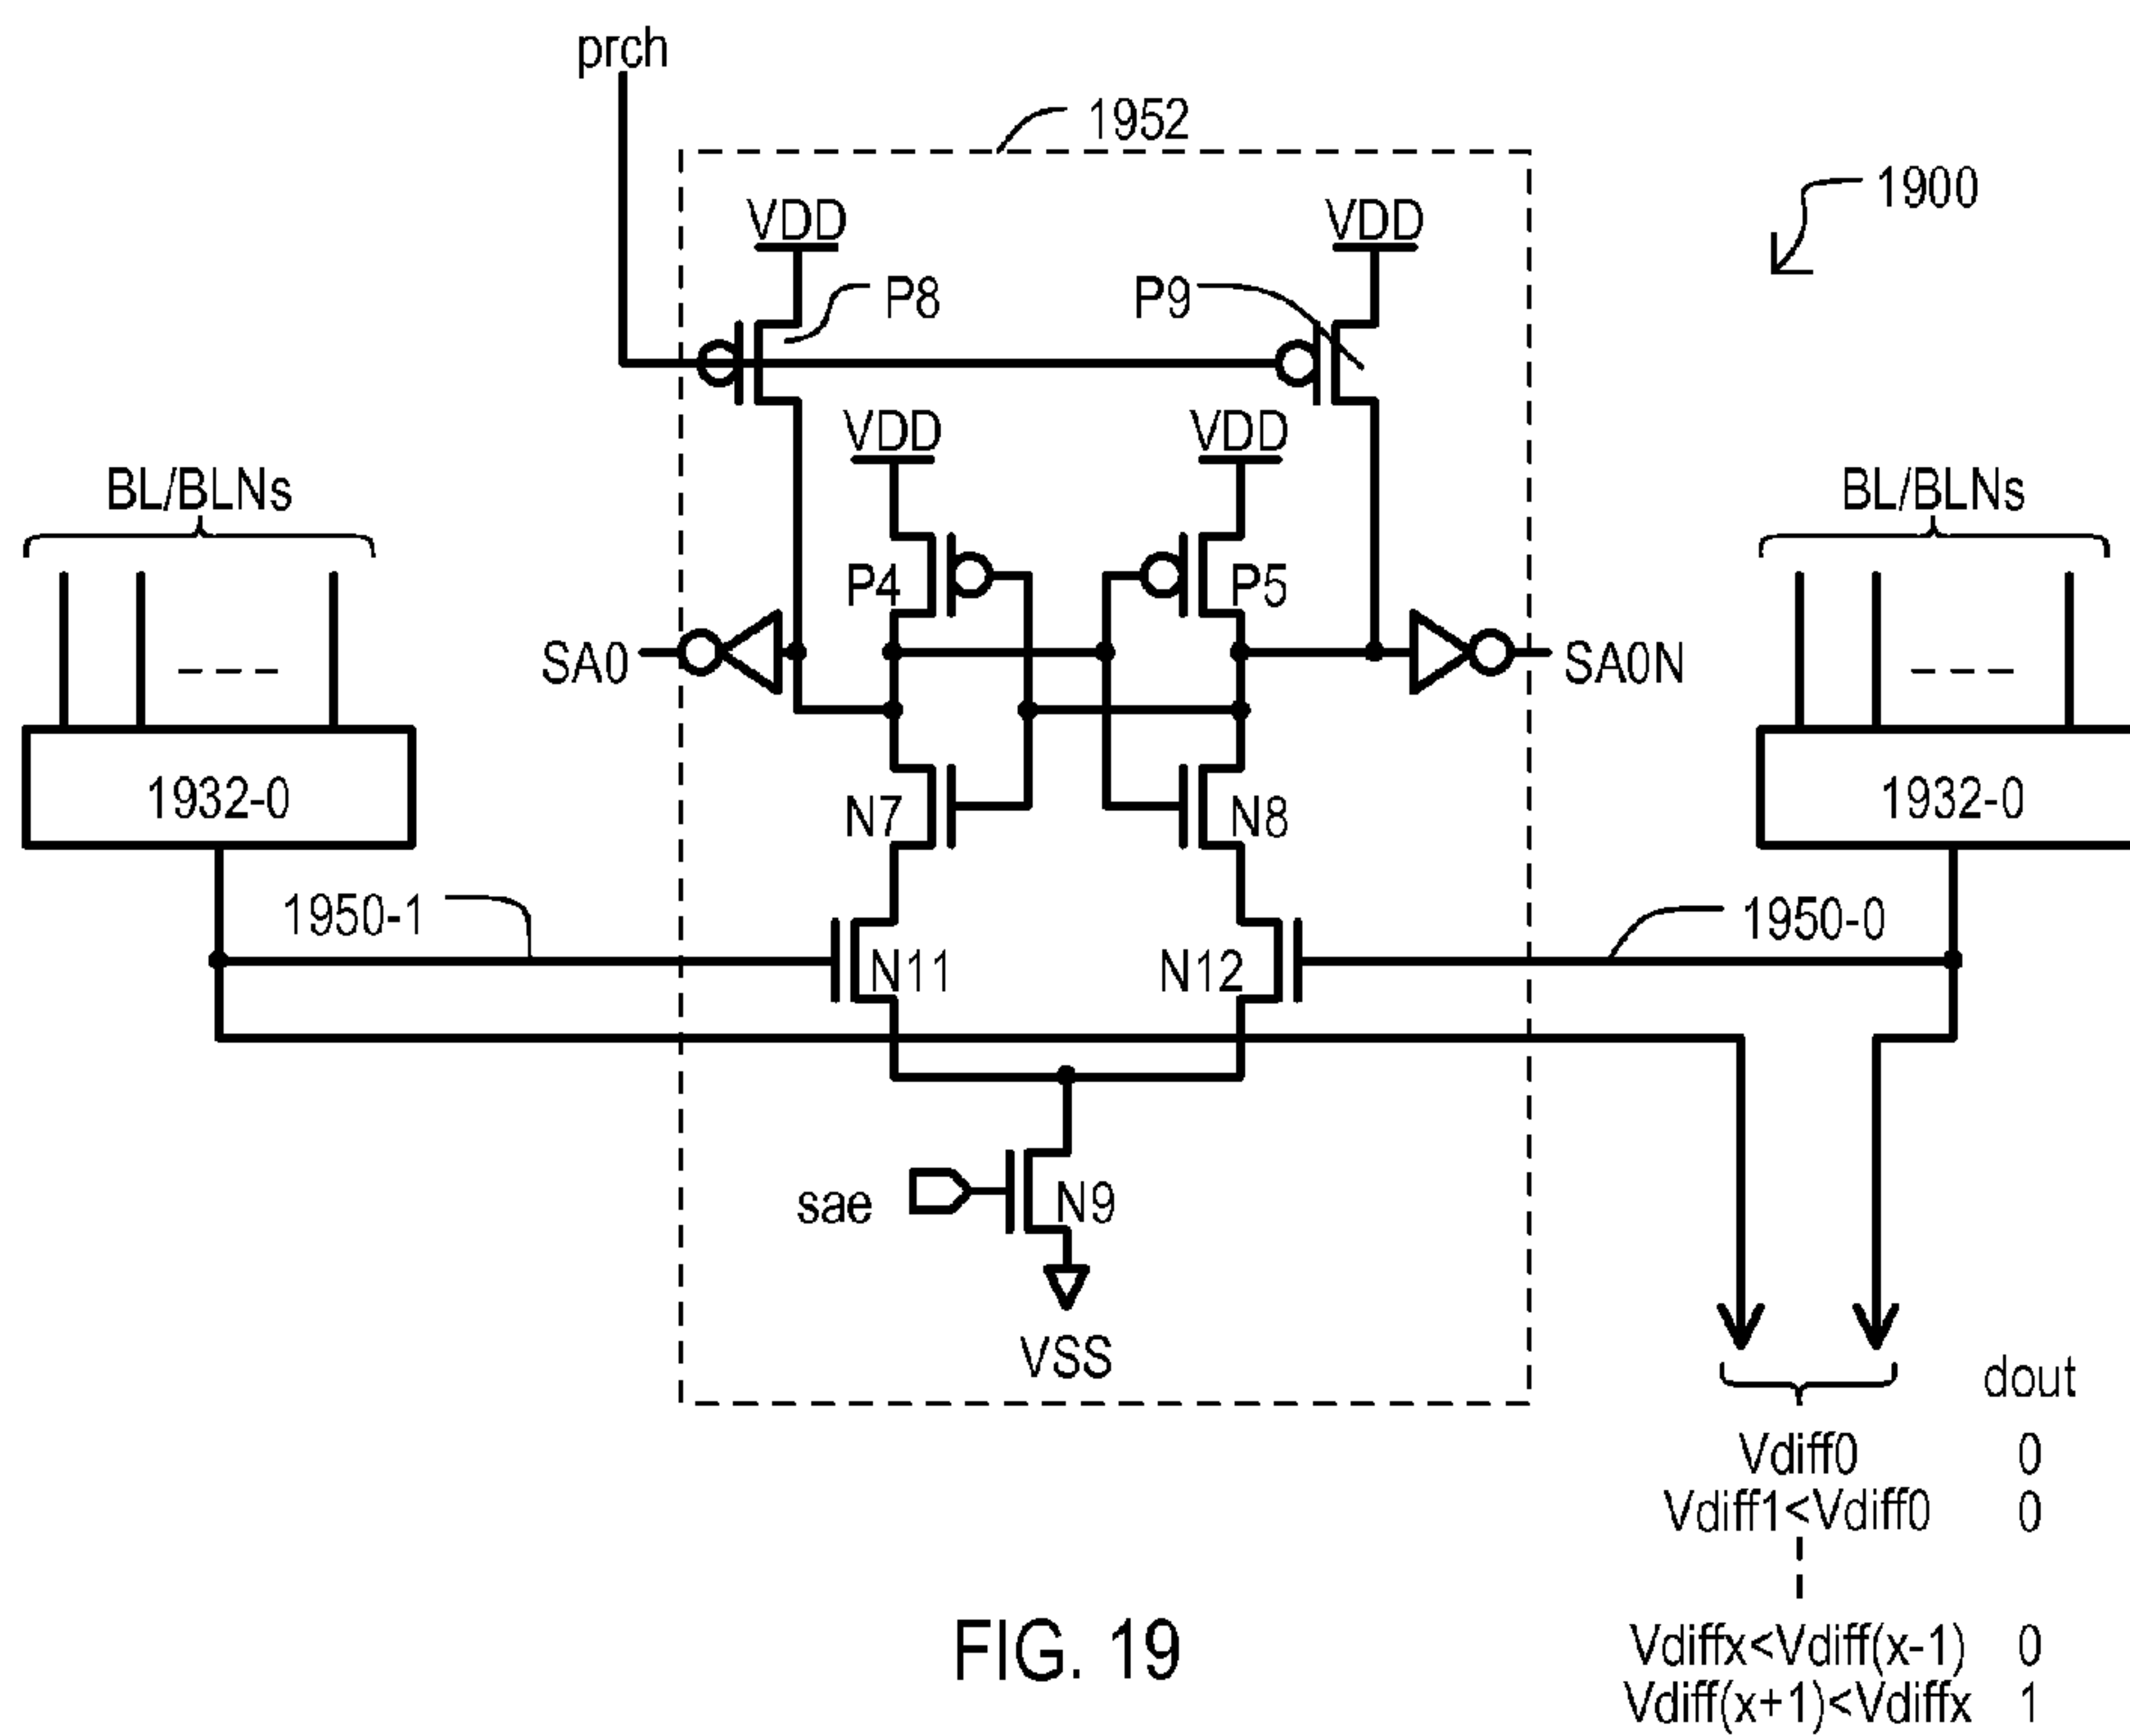 prch
1952
1900
VDD
VDD
P8
P9
VDD
VDD
BL/BLNs
BL/BLNs
P4
P5
SA0
SA0N
1932-0
N7
N8
1932-0
1950-1
1950-0
N11
N12
sae
N9
VSS
dout
Vdiff0 0
Vdiff1<Vdiff0 0
Vdiffx<Vdiff(x-1) 0
Vdiff(x+1)<Vdiffx 1
FIG. 19